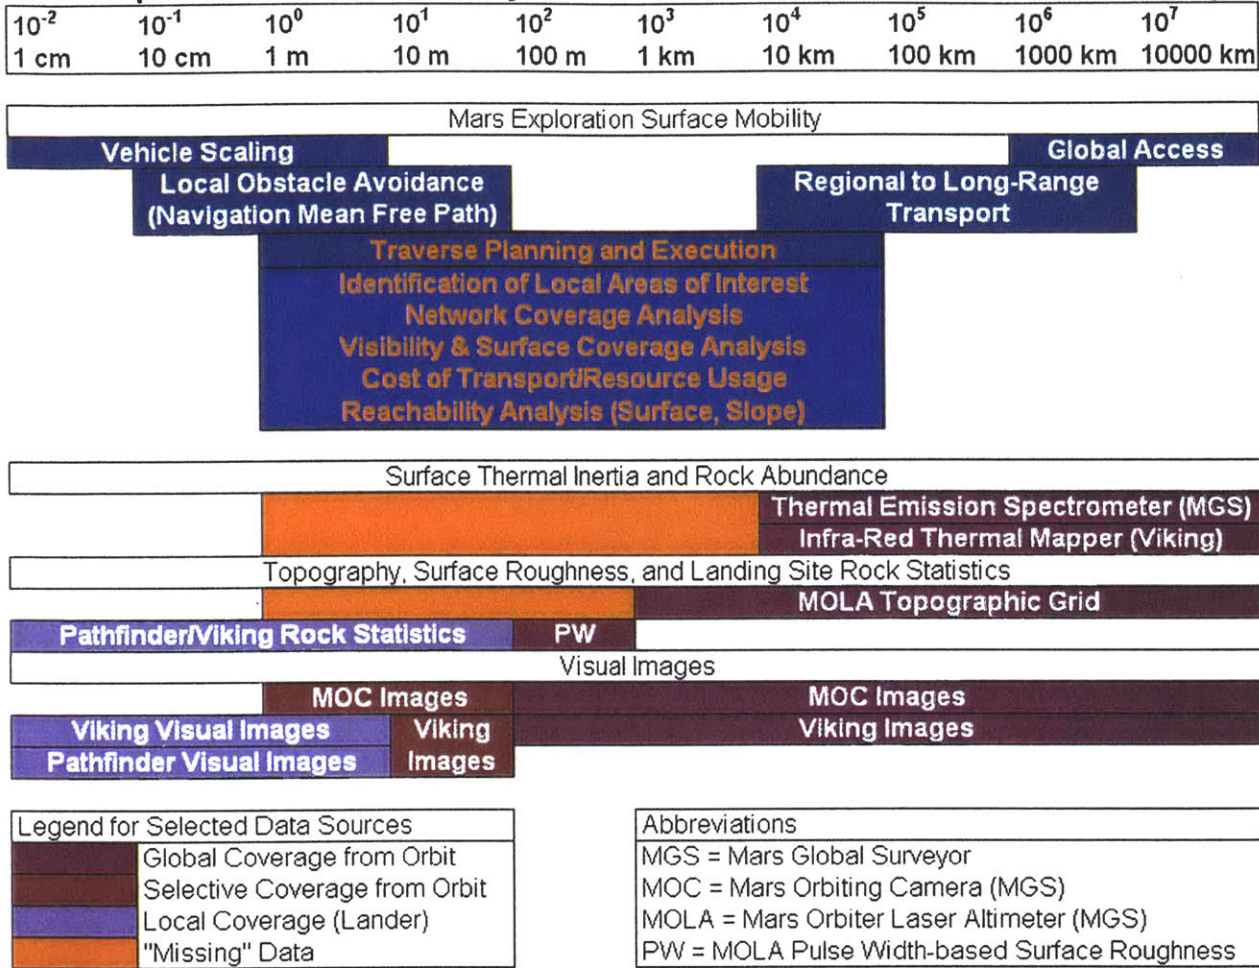 10-2 10-1 100 101 102 103 104 105 106 107
1 cm 10 cm 1 m 10 m 100 m 1 km 10 km 100 km 1000 km 10000 km
Mars Exploration Surface Mobility
Vehicle Scaling
Global Access
Local Obstacle Avoidance
(Navigation Mean Free Path)
Regional to Long-Range
Transport
Traverse Planning and Execution
Identification of Local Areas of Interest
Network Coverage Analysis
Visibility & Surface Coverage Analysis
Cost of Transport/Resource Usage
Reachability Analysis (Surface, Slope)
Surface Thermal Inertia and Rock Abundance
Thermal Emission Spectrometer (MGS)
Infra-Red Thermal Mapper (Viking)
Topography, Surface Roughness, and Landing Site Rock Statistics
MOLA Topographic Grid
Pathfinder/Viking Rock Statistics
PW
Visual Images
MOC Images
MOC Images
Viking Visual Images
Viking
Images
Viking Images
Pathfinder Visual Images
Legend for Selected Data Sources
Global Coverage from Orbit
Selective Coverage from Orbit
Local Coverage (Lander)
"Missing" Data
Abbreviations
MGS = Mars Global Surveyor
MOC = Mars Orbiting Camera (MGS)
MOLA = Mars Orbiter Laser Altimeter (MGS)
PW = MOLA Pulse Width-based Surface Roughness